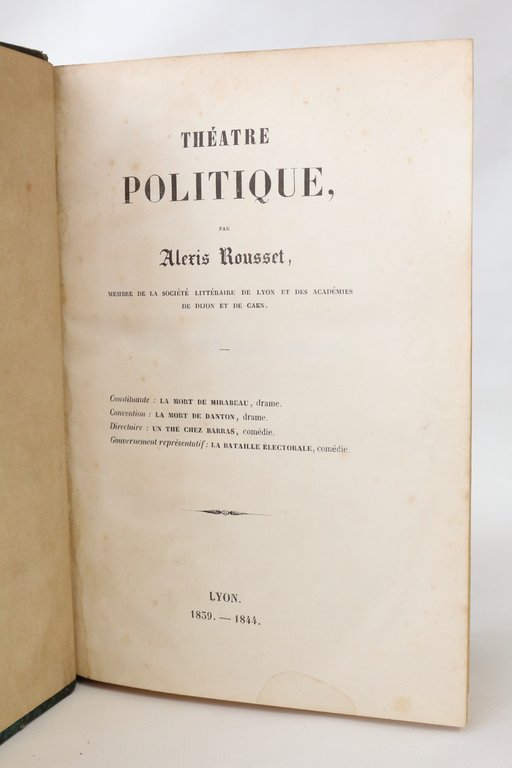 THÉATRE
POLITIQUE,
PAR
Alexis Rousset,
MEMBRE DE LA SOCIÉTÉ LITTÉRAIRE DE LYON ET DES ACADÉMIES
DE DIJON ET DE CAEN.
Constituante : LA MORT DE MIRABEAU, drame.
Convention : LA MORT DE DANTON, drame.
Directoire : UN THÉ CHEZ BARRAS, comédie.
Gouvernement représentatif : LA BATAILLE ÉLECTORALE, comédie.
LYON.
1839. — 1844.